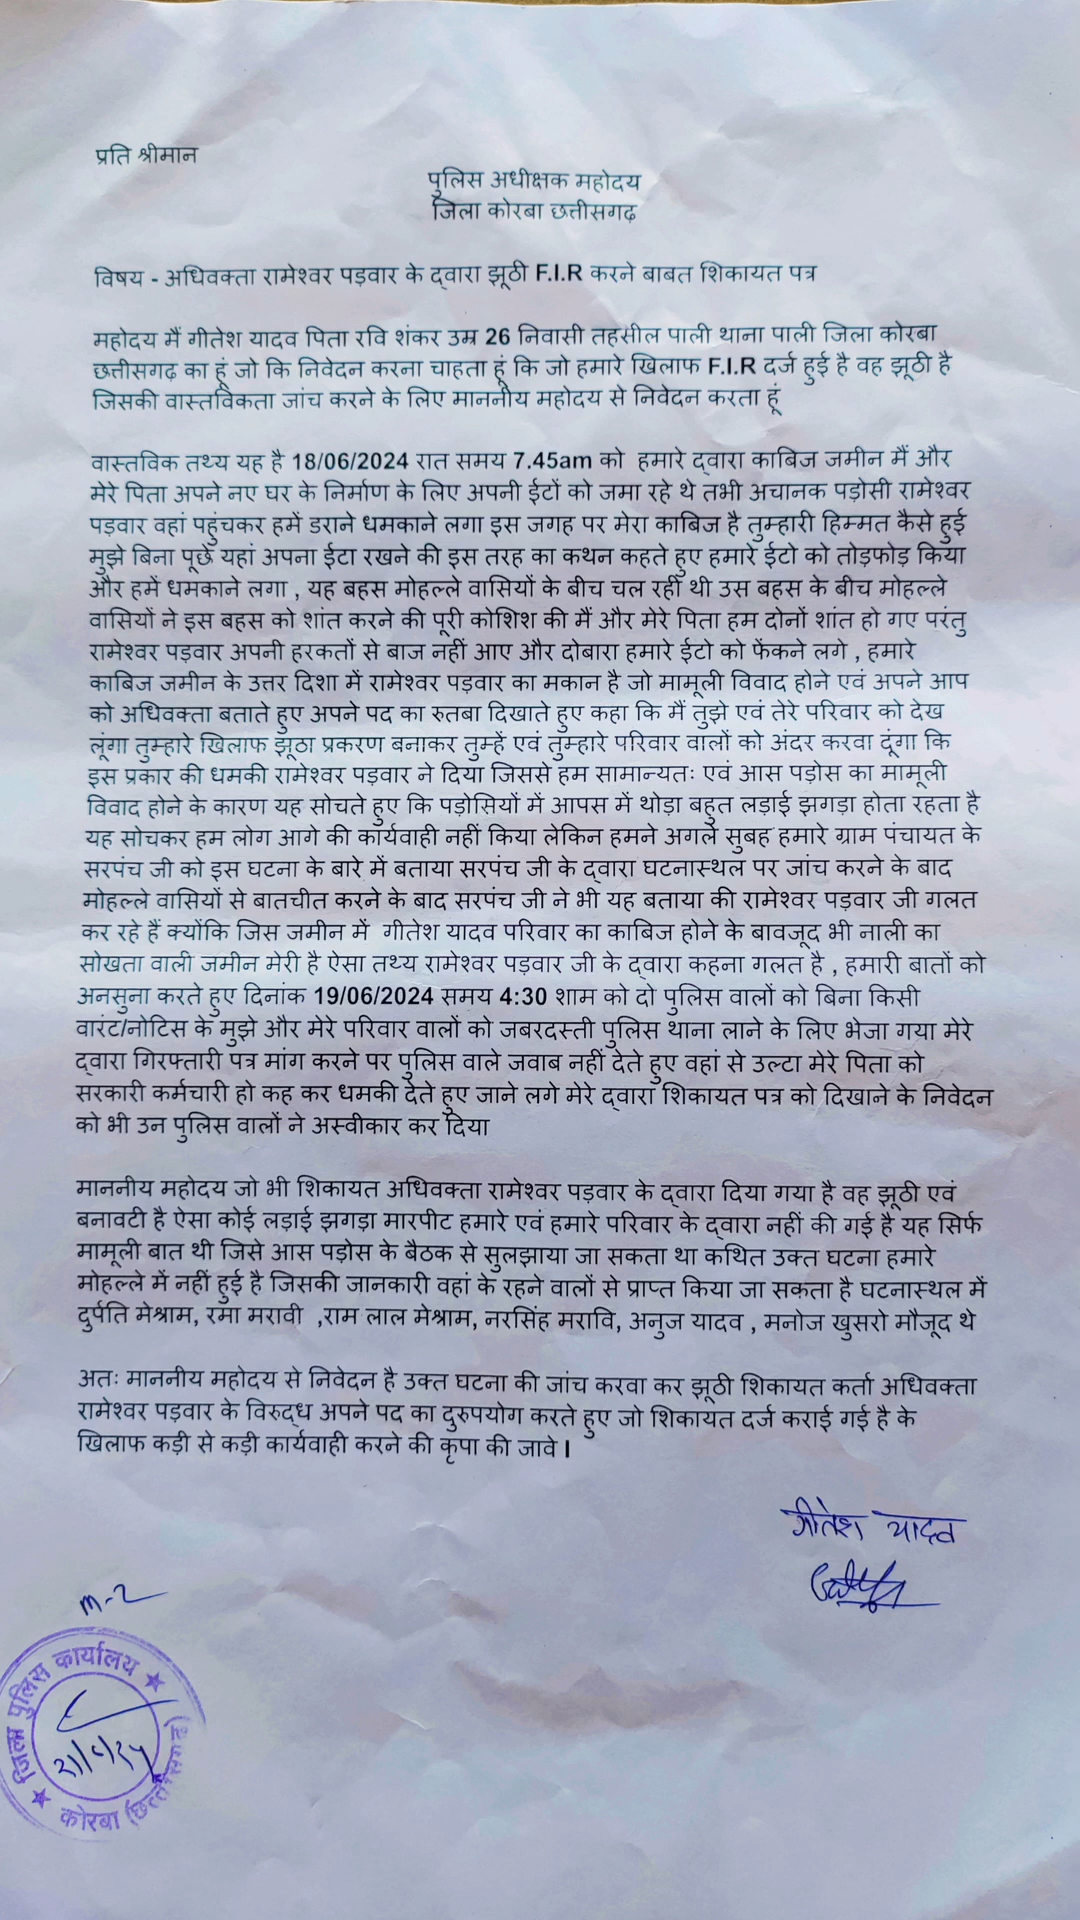 प्रति श्रीमान
पुलिस अधीक्षक महोदय
जिला कोरबा छत्तीसगढ़
विषय - अधिवक्ता रामेश्वर पड़वार के द्वारा झूठी F.I.R करने बाबत शिकायत पत्र
महोदय मैं गीतेश यादव पिता रवि शंकर उम्र 26 निवासी तहसील पाली थाना पाली जिला कोरबा
छत्तीसगढ़ का हूं जो कि निवेदन करना चाहता हूं कि जो हमारे खिलाफ F.I.R दर्ज हुई है वह झूठी है
जिसकी वास्तविकता जांच करने के लिए माननीय महोदय से निवेदन करता हूं
वास्तविक तथ्य यह है 18/06/2024 रात समय 7.45am को हमारे द्वारा काबिज जमीन मैं और
मेरे पिता अपने नए घर के निर्माण के लिए अपनी ईटों को जमा रहे थे तभी अचानक पड़ोसी रामेश्वर
पड़वार वहां पहुंचकर हमें डराने धमकाने लगा इस जगह पर मेरा काबिज है तुम्हारी हिम्मत कैसे हुई
मुझे बिना पूछे यहां अपना ईटा रखने की इस तरह का कथन कहते हुए हमारे ईटो को तोड़फोड़ किया
और हमें धमकाने लगा , यह बहस मोहल्ले वासियों के बीच चल रही थी उस बहस के बीच मोहल्ले
वासियों ने इस बहस को शांत करने की पूरी कोशिश की मैं और मेरे पिता हम दोनों शांत हो गए परंतु
रामेश्वर पड़वार अपनी हरकतों से बाज नहीं आए और दोबारा हमारे ईटो को फेंकने लगे , हमारे
काबिज जमीन के उत्तर दिशा में रामेश्वर पड़वार का मकान है जो मामूली विवाद होने एवं अपने आप
को अधिवक्ता बताते हुए अपने पद का रुतबा दिखाते हुए कहा कि मैं तुझे एवं तेरे परिवार को देख
लूंगा तुम्हारे खिलाफ झूठा प्रकरण बनाकर तुम्हें एवं तुम्हारे परिवार वालों को अंदर करवा दूंगा कि
इस प्रकार की धमकी रामेश्वर पड़वार ने दिया जिससे हम सामान्यतः एवं आस पड़ोस का मामूली
विवाद होने के कारण यह सोचते हुए कि पड़ोसियों में आपस में थोड़ा बहुत लड़ाई झगड़ा होता रहता है
यह सोचकर हम लोग आगे की कार्यवाही नहीं किया लेकिन हमने अगले सुबह हमारे ग्राम पंचायत के
सरपंच जी को इस घटना के बारे में बताया सरपंच जी के द्वारा घटनास्थल पर जांच करने के बाद
मोहल्ले वासियों से बातचीत करने के बाद सरपंच जी ने भी यह बताया की रामेश्वर पड़वार जी गलत
कर रहे हैं क्योंकि जिस जमीन में गीतेश यादव परिवार का काबिज होने के बावजूद भी नाली का
सोखता वाली जमीन मेरी है ऐसा तथ्य रामेश्वर पड़वार जी के द्वारा कहना गलत है , हमारी बातों को
अनसुना करते हुए दिनांक 19/06/2024 समय 4:30 शाम को दो पुलिस वालों को बिना किसी
वारंट/नोटिस के मुझे और मेरे परिवार वालों को जबरदस्ती पुलिस थाना लाने के लिए भेजा गया मेरे
द्वारा गिरफ्तारी पत्र मांग करने पर पुलिस वाले जवाब नहीं देते हुए वहां से उल्टा मेरे पिता को
सरकारी कर्मचारी हो कह कर धमकी देते हुए जाने लगे मेरे द्वारा शिकायत पत्र को दिखाने के निवेदन
को भी उन पुलिस वालों ने अस्वीकार कर दिया
माननीय महोदय जो भी शिकायत अधिवक्ता रामेश्वर पड़वार के द्वारा दिया गया है वह झूठी एवं
बनावटी है ऐसा कोई लड़ाई झगड़ा मारपीट हमारे एवं हमारे परिवार के द्वारा नहीं की गई है यह सिर्फ
मामूली बात थी जिसे आस पड़ोस के बैठक से सुलझाया जा सकता था कथित उक्त घटना हमारे
मोहल्ले में नहीं हुई है जिसकी जानकारी वहां के रहने वालों से प्राप्त किया जा सकता है घटनास्थल में
दुर्पति मेश्राम, रमा मरावी ,राम लाल मेश्राम, नरसिंह मरावि, अनुज यादव , मनोज खुसरो मौजूद थे
अतः माननीय महोदय से निवेदन है उक्त घटना की जांच करवा कर झूठी शिकायत कर्ता अधिवक्ता
रामेश्वर पड़वार के विरुद्ध अपने पद का दुरुपयोग करते हुए जो शिकायत दर्ज कराई गई है के
खिलाफ कड़ी से कड़ी कार्यवाही करने की कृपा की जावे l
गीतेश यादव
m-2
जिला पुलिस कार्यालय
कोरबा (छत्तीसगढ़)